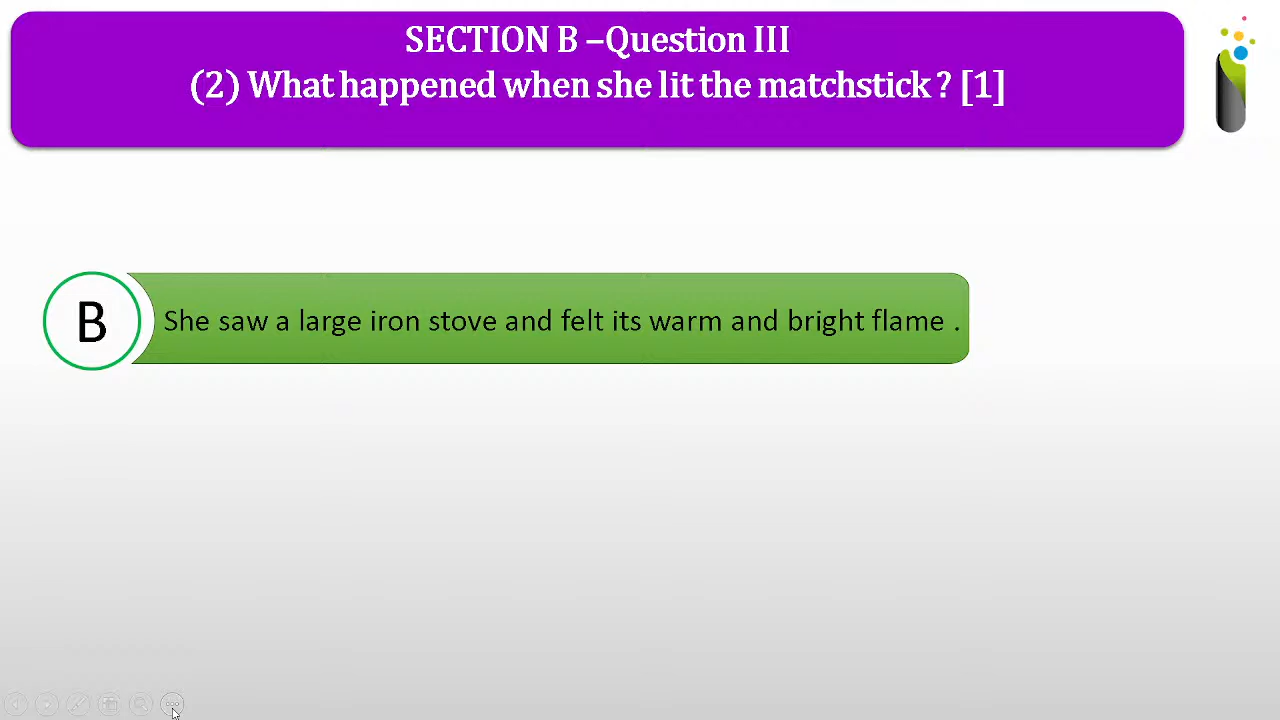 SECTION B –Question III
(2) What happened when she lit the matchstick ? [1]
B
She saw a large iron stove and felt its warm and bright flame .